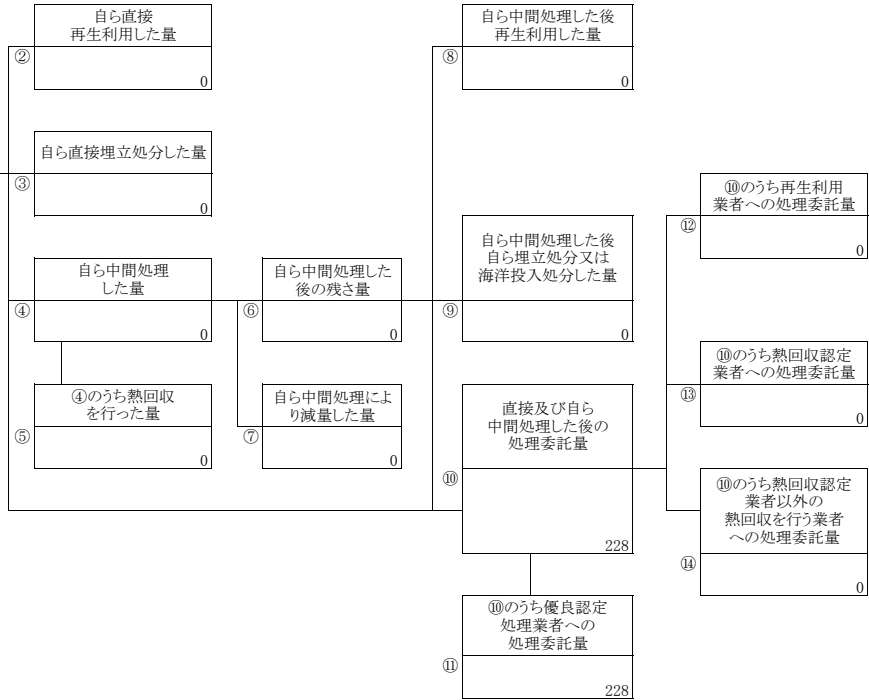 自ら直接
再生利用した量
②
0
自ら直接埋立処分した量
③
0
自ら中間処理
した量
④
0
④のうち熱回収
を行った量
⑤
0
自ら中間処理した
後の残さ量
⑥
0
自ら中間処理によ
り減量した量
⑦
0
自ら中間処理した後
再生利用した量
⑧
0
自ら中間処理した後
自ら埋立処分又は
海洋投入処分した量
⑨
0
直接及び自ら
中間処理した後の
処理委託量
⑩
228
⑩のうち優良認定
処理業者への
処理委託量
⑪
228
⑩のうち再生利用
業者への処理委託量
⑫
0
⑩のうち熱回収認定
業者への処理委託量
⑬
0
⑩のうち熱回収認定
業者以外の
熱回収を行う業者
への処理委託量
⑭
0